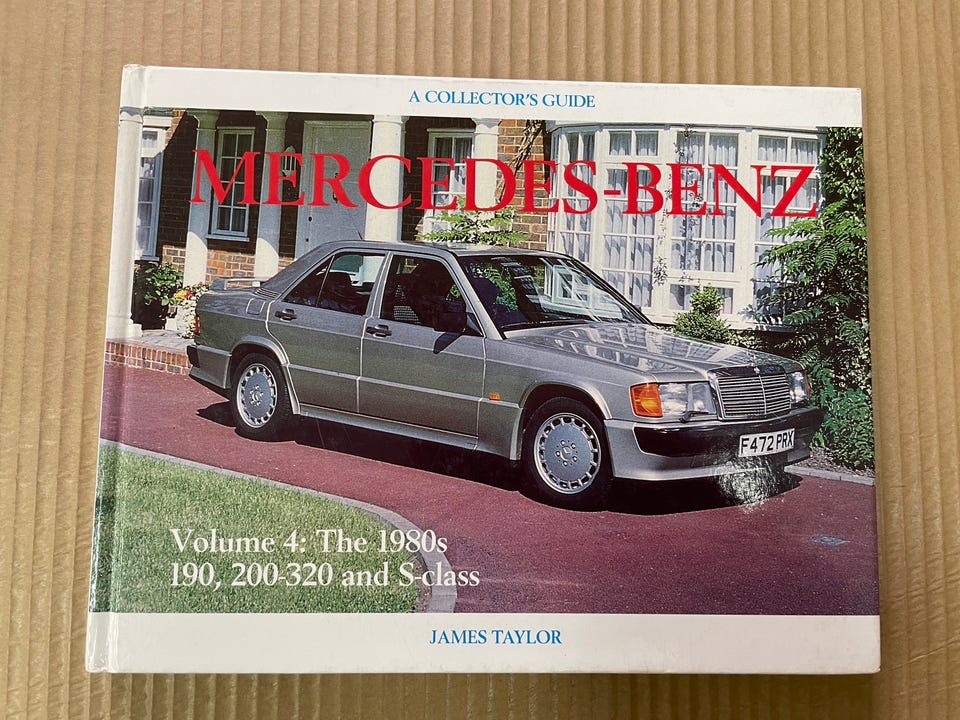 A COLLECTOR'S GUIDE
MERCEDES-BENZ
F472 PRX
Volume 4: The 1980s
190, 200-320 and S-class
JAMES TAYLOR